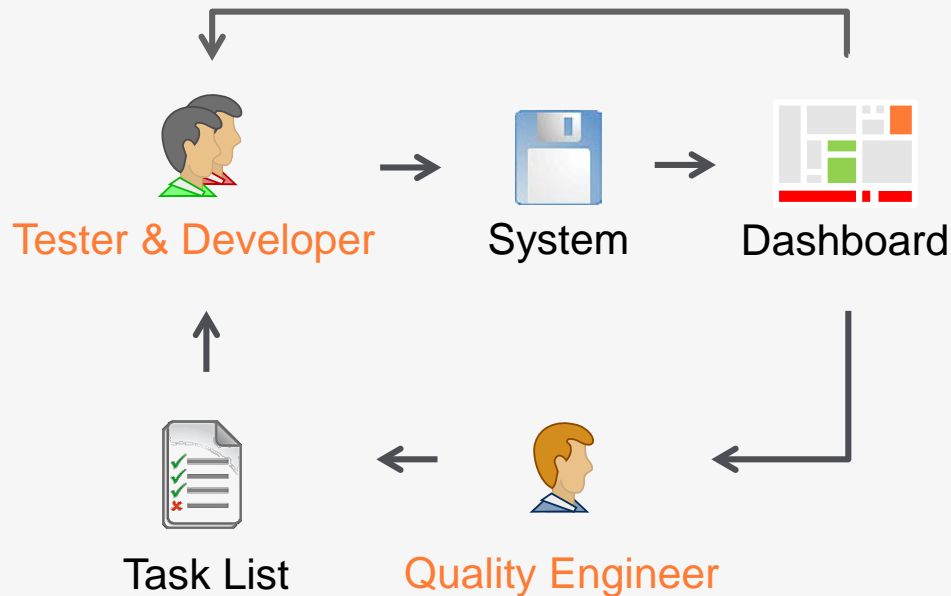 Tester & Developer
System
Dashboard
Task List
Quality Engineer